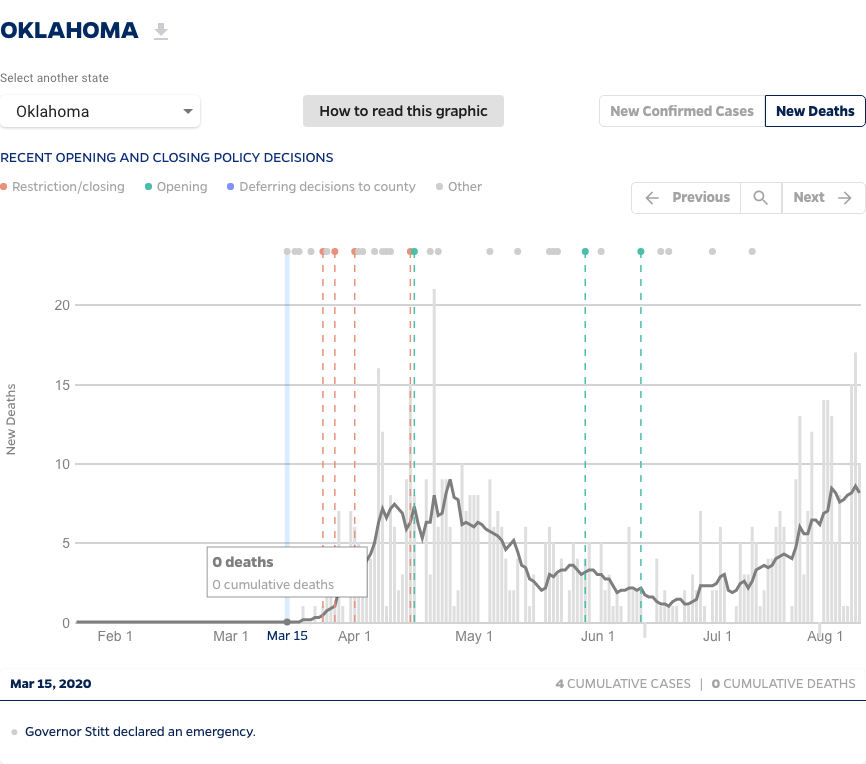 OKLAHOMA
Select another state
Oklahoma
How to read this graphic
New Confirmed Cases
New Deaths
RECENT OPENING AND CLOSING POLICY DECISIONS
Restriction/closing
Opening
Deferring decisions to county
Other
Previous
Next
20
15
10
5
0
New Deaths
0 deaths
0 cumulative deaths
Feb 1
Mar 1
Mar 15
Apr 1
May 1
Jun 1
Jul 1
Aug 1
Mar 15, 2020
4 CUMULATIVE CASES | 0 CUMULATIVE DEATHS
Governor Stitt declared an emergency.